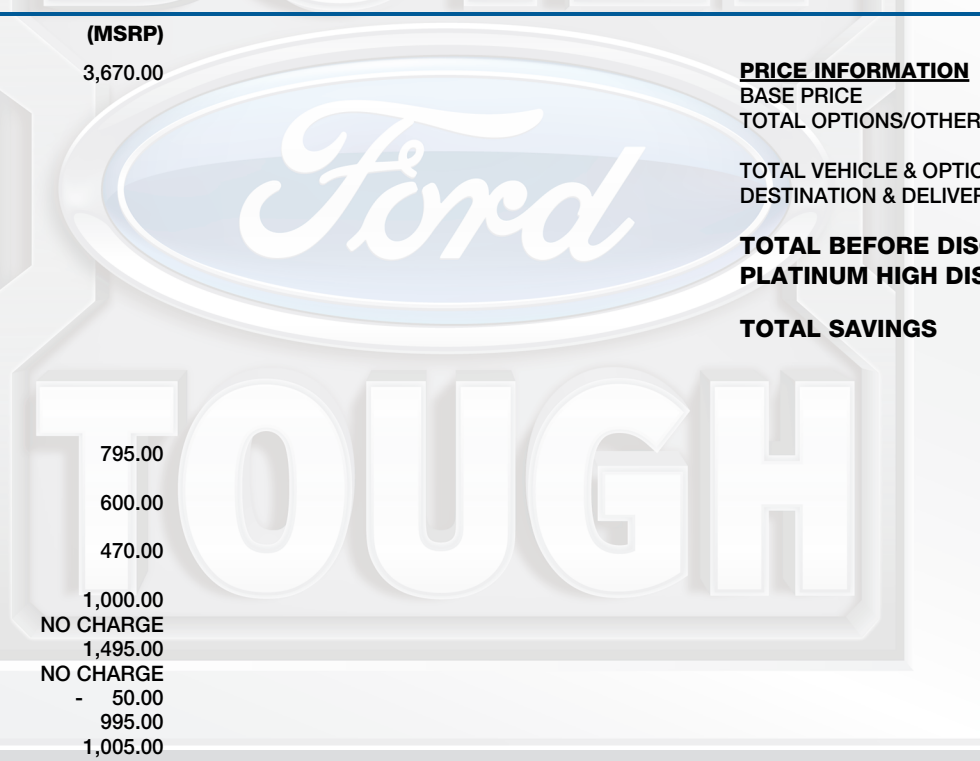 (MSRP)
3,670.00
795.00
600.00
470.00
1,000.00
NO CHARGE
1,495.00
NO CHARGE
- 50.00
995.00
1,005.00
PRICE INFORMATION
BASE PRICE
TOTAL OPTIONS/OTHER
TOTAL VEHICLE & OPTIO
DESTINATION & DELIVER
TOTAL BEFORE DIS
PLATINUM HIGH DIS
TOTAL SAVINGS
Ford
TOUGH